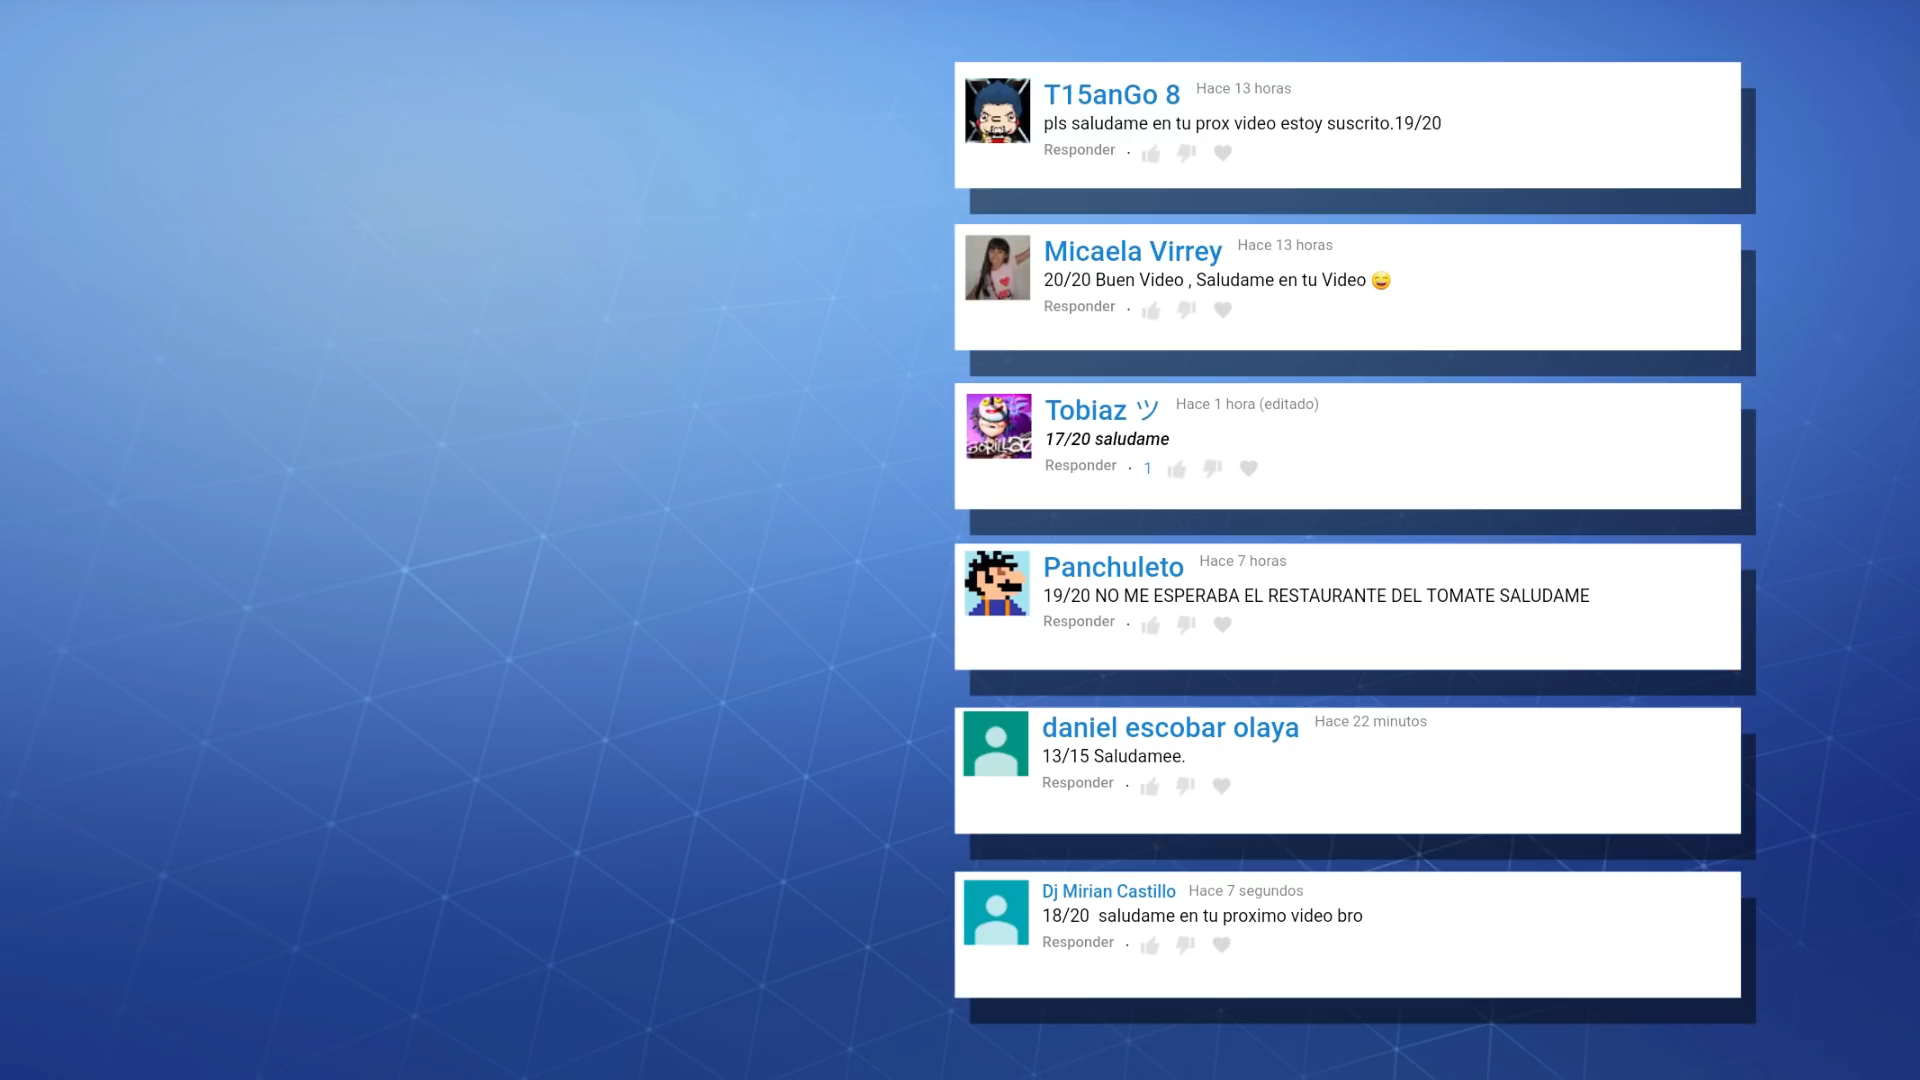 T15anGo 8 Hace 13 horas
pls saludame en tu prox video estoy suscrito.19/20
Responder .
Micaela Virrey Hace 13 horas
20/20 Buen Video , Saludame en tu Video 😄
Responder .
GORILLAZ
Tobiaz ツ Hace 1 hora (editado)
17/20 saludame
Responder . 1
Panchuleto Hace 7 horas
19/20 NO ME ESPERABA EL RESTAURANTE DEL TOMATE SALUDAME
Responder .
daniel escobar olaya Hace 22 minutos
13/15 Saludamee.
Responder .
Dj Mirian Castillo Hace 7 segundos
18/20  saludame en tu proximo video bro
Responder .